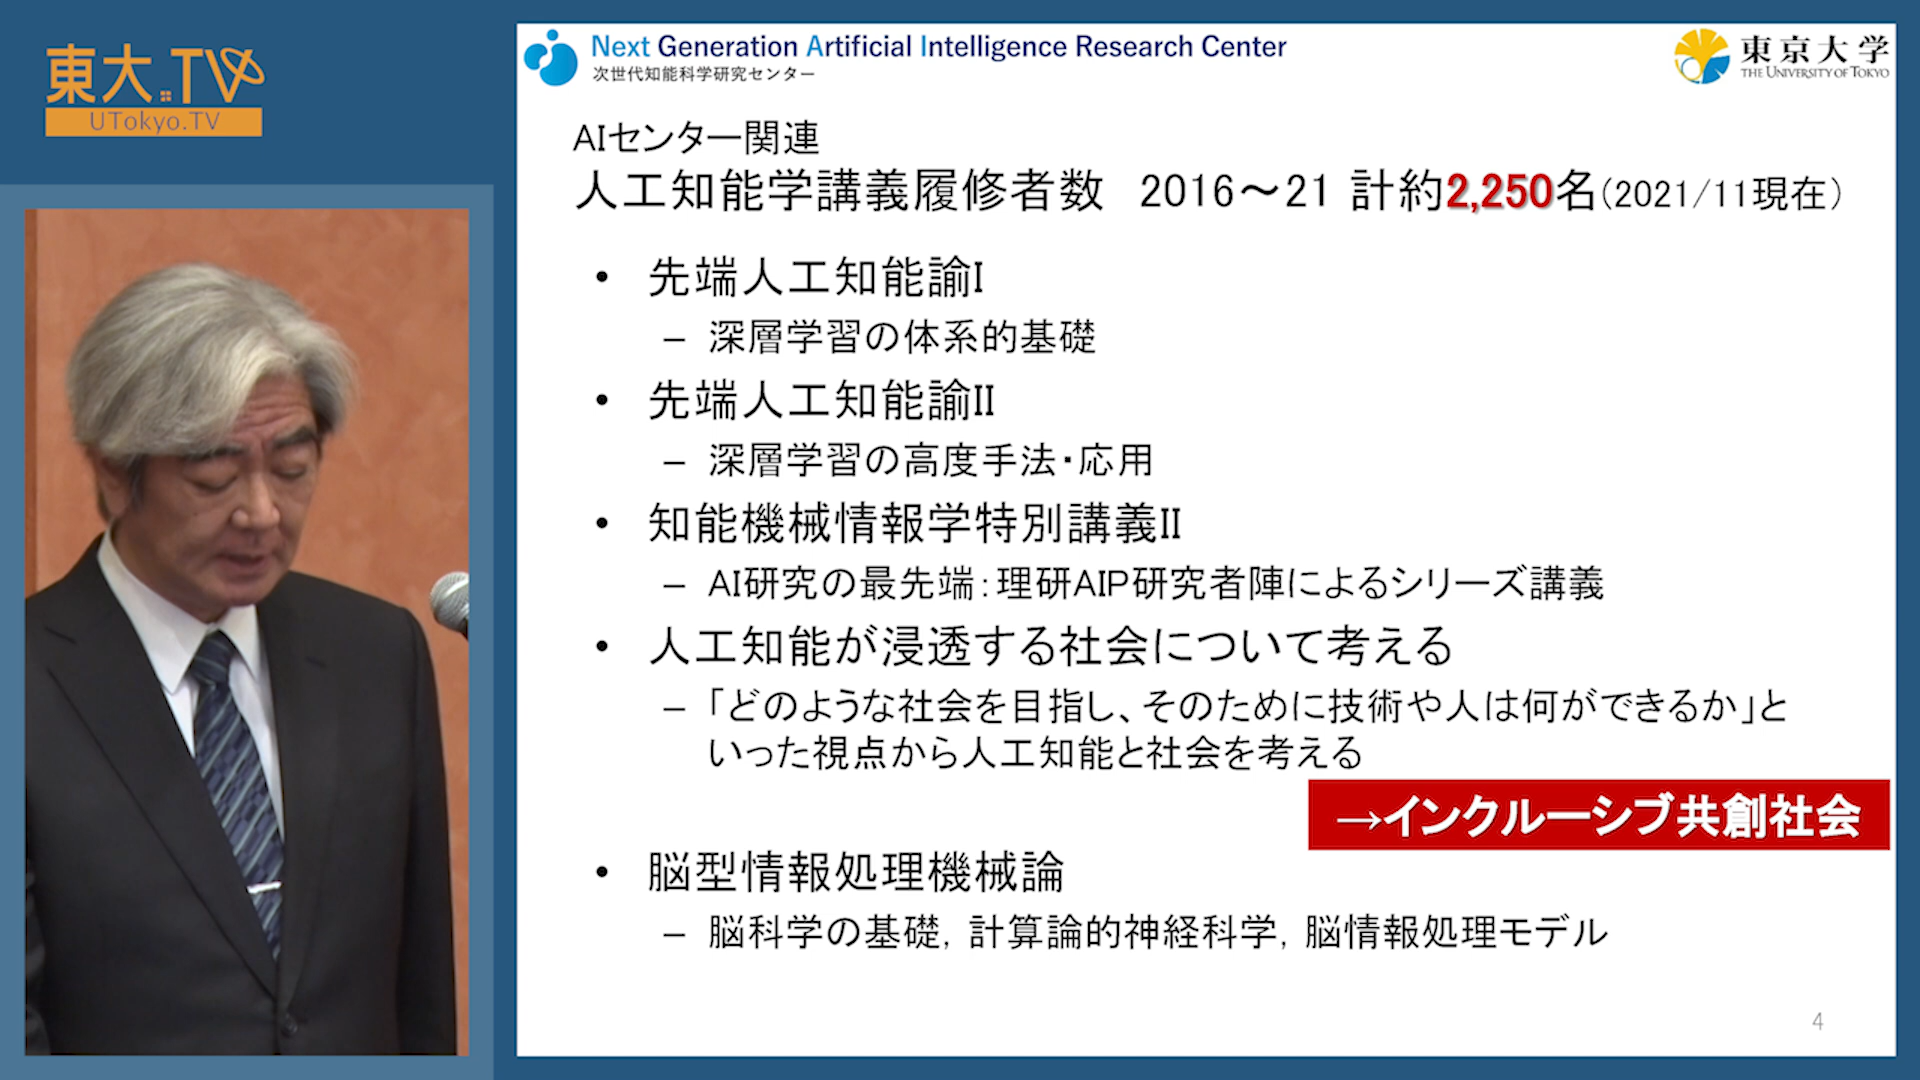 東大.TV
UTokyo.TV
Next Generation Artificial Intelligence Research Center
次世代知能科学研究センター
東京大学
THE UNIVERSITY OF TOKYO
AIセンター関連
人工知能学講義履修者数 2016～21 計約2,250名(2021/11現在)
• 先端人工知能論I
– 深層学習の体系的基礎
• 先端人工知能論II
– 深層学習の高度手法・応用
• 知能機械情報学特別講義II
– AI研究の最先端：理研AIP研究者陣によるシリーズ講義
• 人工知能が浸透する社会について考える
– 「どのような社会を目指し、そのために技術や人は何ができるか」と
いった視点から人工知能と社会を考える
→インクルーシブ共創社会
• 脳型情報処理機械論
– 脳科学の基礎，計算論的神経科学，脳情報処理モデル
4